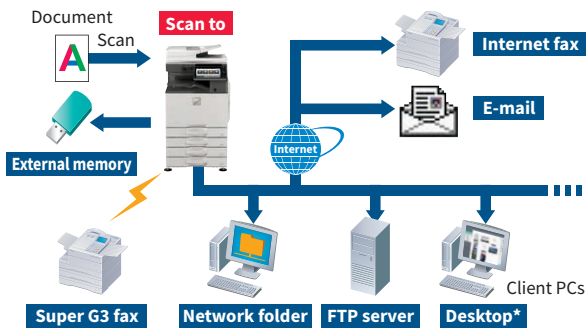 Document
Scan
A
Scan to
Internet fax
E-mail
Internet
External memory
Client PCs
Super G3 fax
Network folder
FTP server
Desktop*